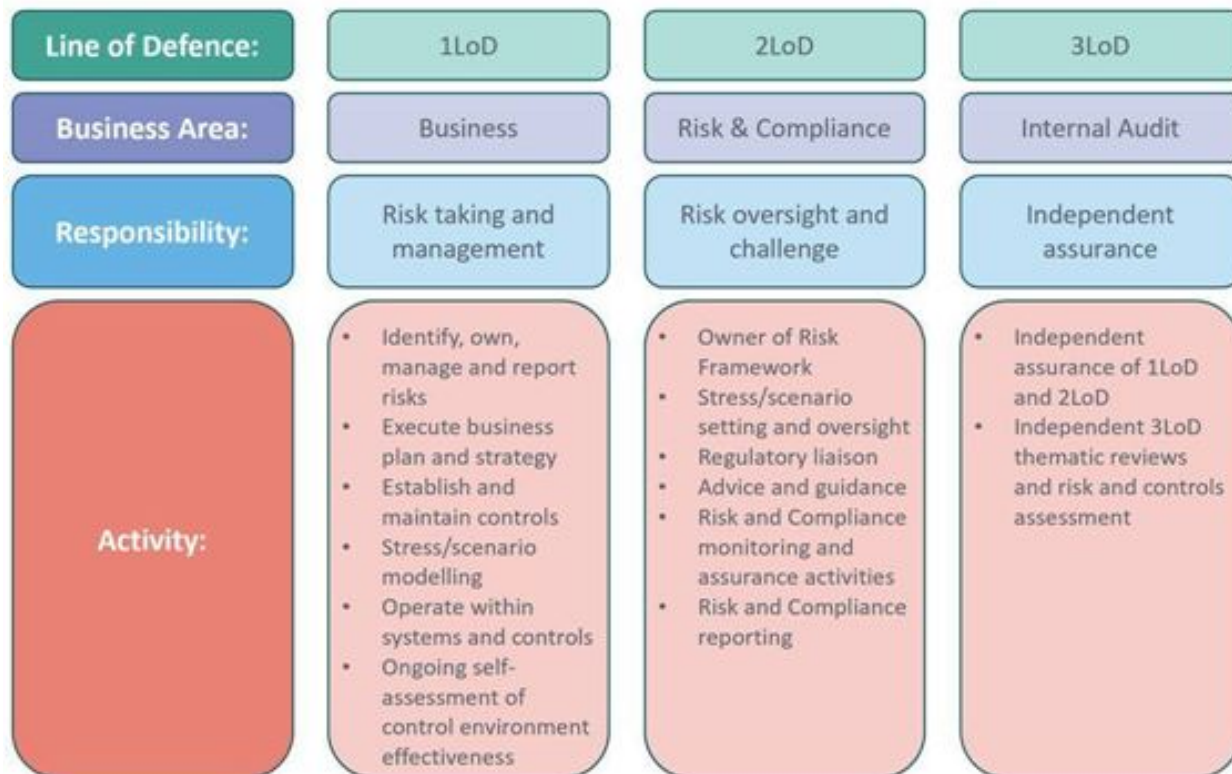 Line of Defence:
1LoD
2LoD
3LoD
Business Area:
Business
Risk & Compliance
Internal Audit
Responsibility:
Risk taking and
management
Risk oversight and
challenge
Independent
assurance
Activity:
• Identify, own,
manage and report
risks
• Execute business
plan and strategy
• Establish and
maintain controls
• Stress/scenario
modelling
• Operate within
systems and controls
• Ongoing self-
assessment of
control environment
effectiveness
• Owner of Risk
Framework
• Stress/scenario
setting and oversight
• Regulatory liaison
• Advice and guidance
• Risk and Compliance
monitoring and
assurance activities
• Risk and Compliance
reporting
• Independent
assurance of 1LoD
and 2LoD
• Independent 3LoD
thematic reviews
and risk and controls
assessment